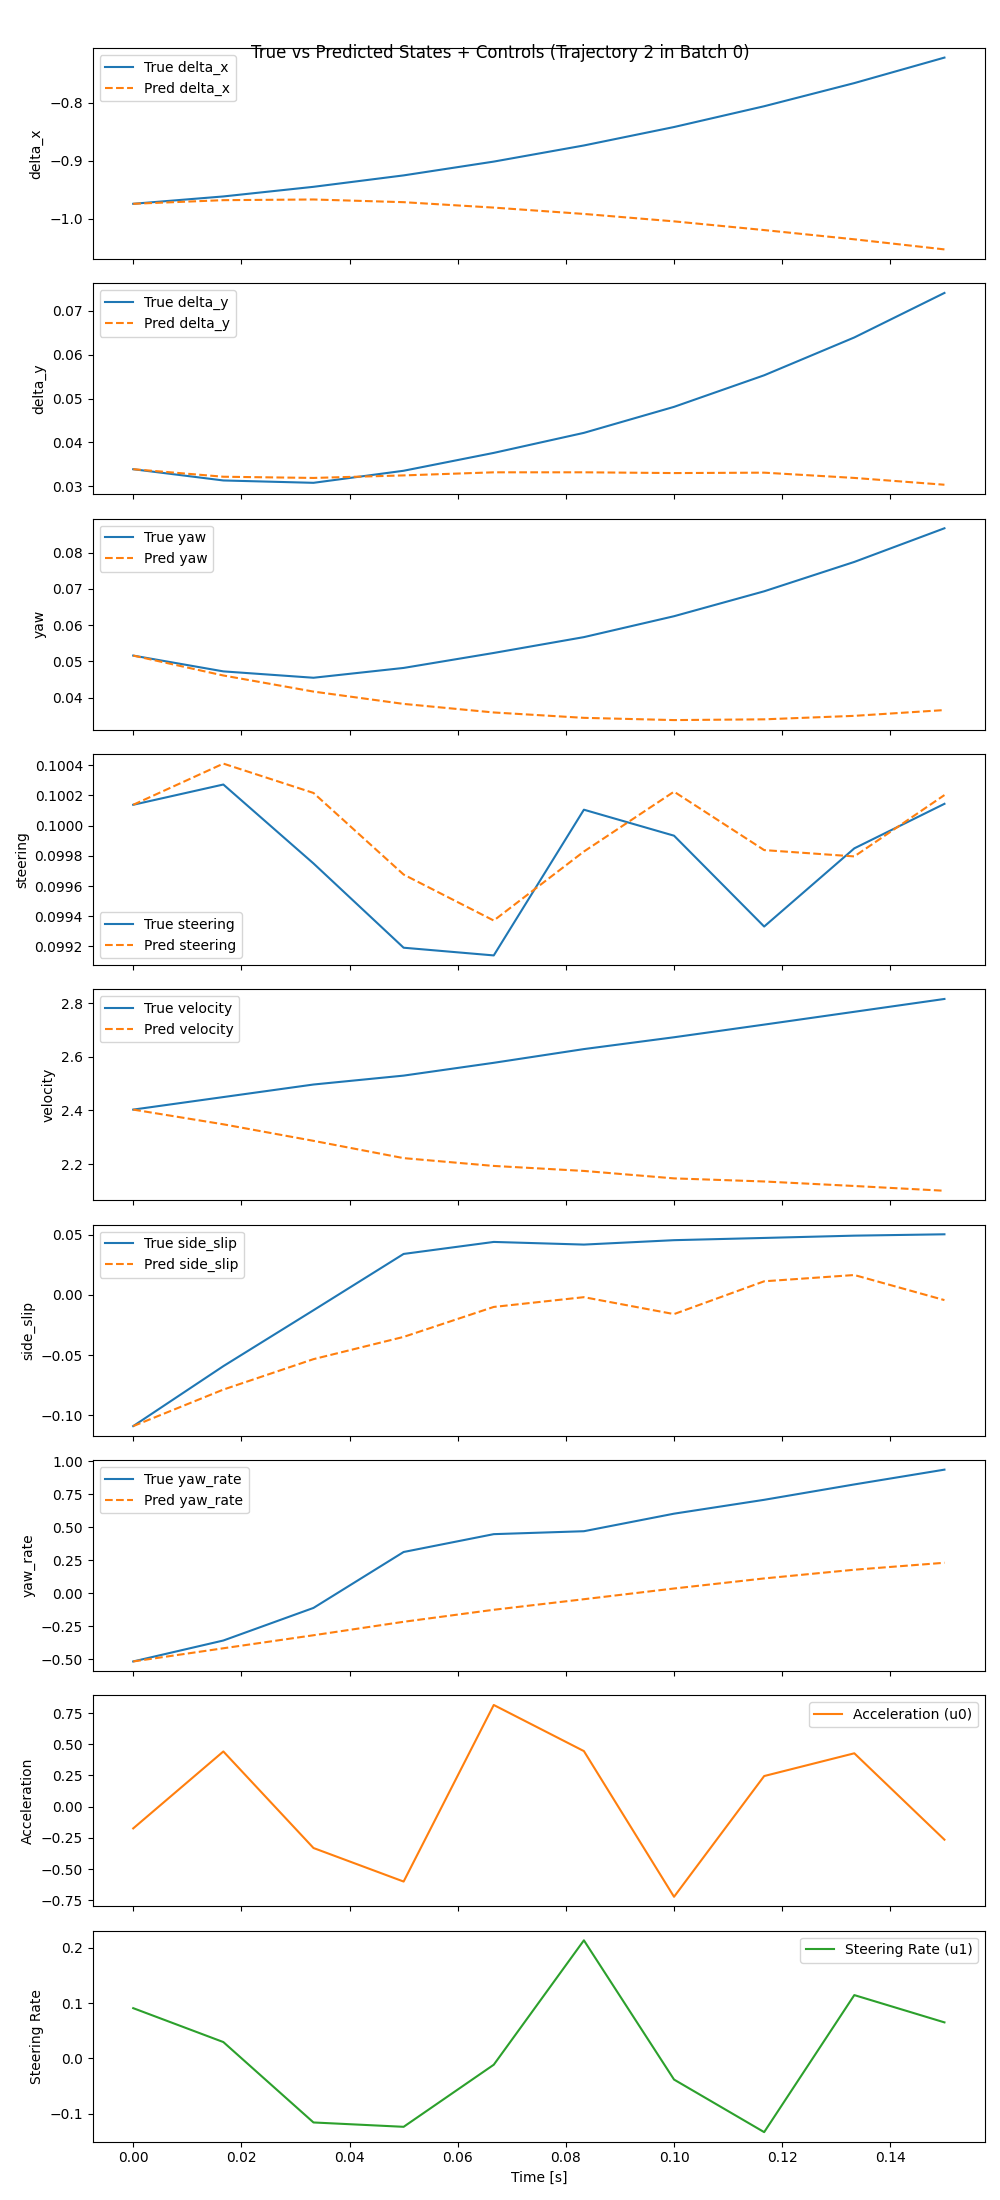 True vs Predicted States + Controls (Trajectory 2 in Batch 0)
True delta_x
Pred delta_x
delta_x
−0.8
−0.9
−1.0
True delta_y
Pred delta_y
delta_y
0.07
0.06
0.05
0.04
0.03
True yaw
Pred yaw
yaw
0.08
0.07
0.06
0.05
0.04
steering
0.1004
0.1002
0.1000
0.0998
0.0996
0.0994
0.0992
True steering
Pred steering
True velocity
Pred velocity
velocity
2.8
2.6
2.4
2.2
True side_slip
Pred side_slip
side_slip
0.05
0.00
−0.05
−0.10
True yaw_rate
Pred yaw_rate
yaw_rate
1.00
0.75
0.50
0.25
0.00
−0.25
−0.50
Acceleration (u0)
Acceleration
0.75
0.50
0.25
0.00
−0.25
−0.50
−0.75
Steering Rate (u1)
Steering Rate
0.2
0.1
0.0
−0.1
0.00 0.02 0.04 0.06 0.08 0.10 0.12 0.14
Time [s]